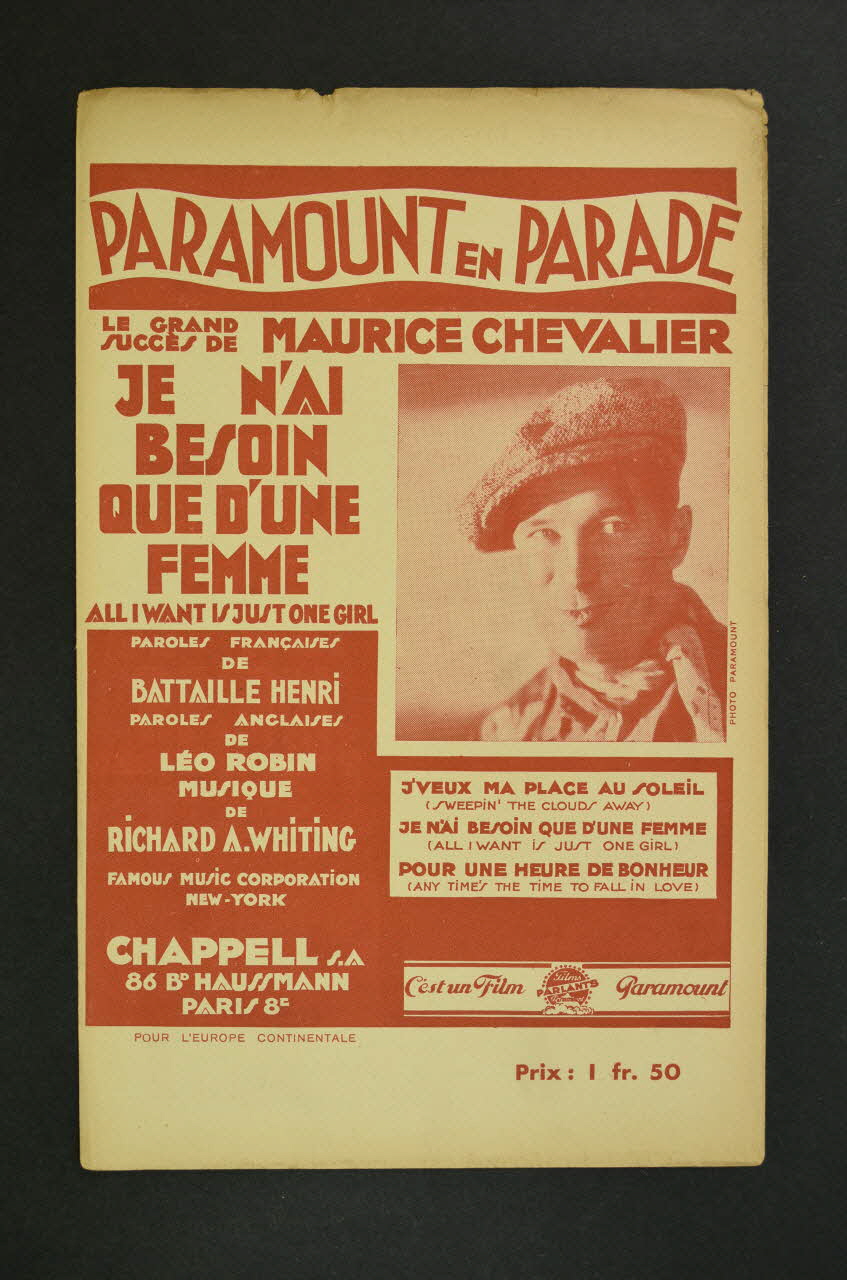 PARAMOUNT EN PARADE
LE GRAND SUCCÈS DE MAURICE CHEVALIER
JE N'AI
BESOIN
QUE D'UNE
FEMME
ALL I WANT IS JUST ONE GIRL
PAROLES FRANÇAISES
DE
BATTAILLE HENRI
PAROLES ANGLAISES
DE
LÉO ROBIN
MUSIQUE
DE
RICHARD A. WHITING
FAMOUS MUSIC CORPORATION
NEW-YORK
CHAPPELL S.A
86 BD HAUSSMANN
PARIS 8E
POUR L'EUROPE CONTINENTALE
PHOTO PARAMOUNT
J'VEUX MA PLACE AU SOLEIL
(SWEEPIN' THE CLOUDS AWAY)
JE N'AI BESOIN QUE D'UNE FEMME
(ALL I WANT IS JUST ONE GIRL)
POUR UNE HEURE DE BONHEUR
(ANY TIME'S THE TIME TO FALL IN LOVE)
C'est un Film Films PARLANTS Paramount
Prix : 1 fr. 50